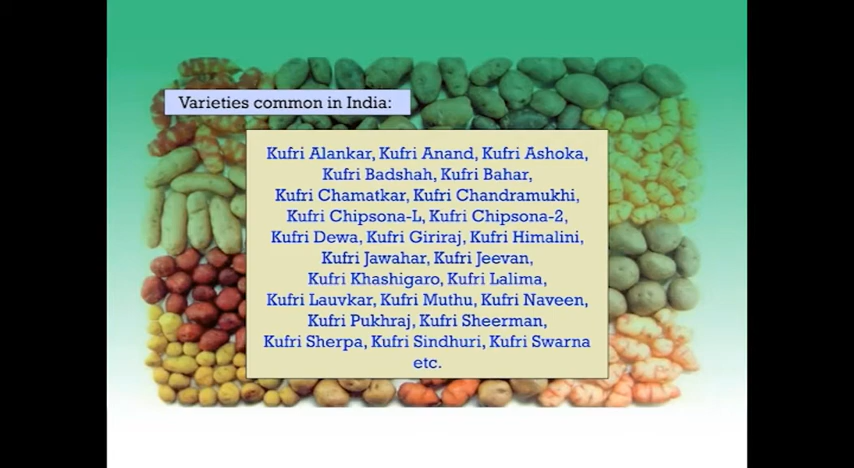 Varieties common in India:
Kufri Alankar, Kufri Anand, Kufri Ashoka,
Kufri Badshah, Kufri Bahar,
Kufri Chamatkar, Kufri Chandramukhi,
Kufri Chipsona-L, Kufri Chipsona-2,
Kufri Dewa, Kufri Giriraj, Kufri Himalini,
Kufri Jawahar, Kufri Jeevan,
Kufri Khashigaro, Kufri Lalima,
Kufri Lauvkar, Kufri Muthu, Kufri Naveen,
Kufri Pukhraj, Kufri Sheerman,
Kufri Sherpa, Kufri Sindhuri, Kufri Swarna
etc.